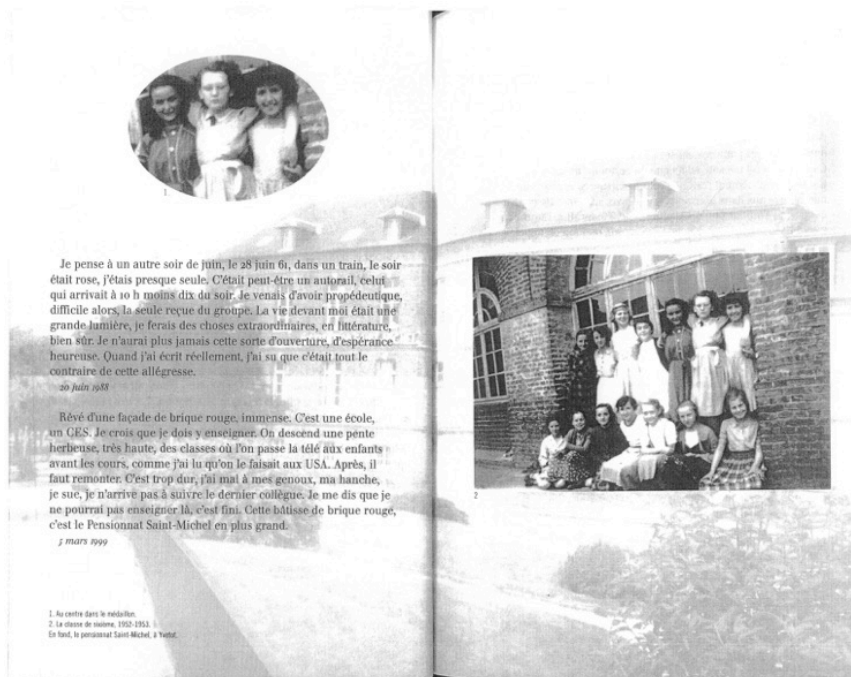 1
Je pense à un autre soir de juin, le 28 juin 61, dans un train, le soir
était rose, j'étais presque seule. C'était peut-être un autorail, celui
qui arrivait à 10 h moins dix du soir. Je venais d'avoir propédeutique,
difficile alors, la seule reçue du groupe. La vie devant moi était une
grande lumière, je ferais des choses extraordinaires, en littérature,
bien sûr. Je n'aurai plus jamais cette sorte d'ouverture, d'espérance
heureuse. Quand j'ai écrit réellement, j'ai su que c'était tout le
contraire de cette allégresse.
20 juin 1988
Rêvé d'une façade de brique rouge, immense. C'est une école,
un CES. Je crois que je dois y enseigner. On descend une pente
herbeuse, très haute, des classes où l'on passe la télé aux enfants
avant les cours, comme j'ai lu qu'on le faisait aux USA. Après, il
faut remonter. C'est trop dur, j'ai mal à mes genoux, ma hanche,
je sue, je n'arrive pas à suivre le dernier collègue. Je me dis que je
ne pourrai pas enseigner là, c'est fini. Cette bâtisse de brique rouge,
c'est le Pensionnat Saint-Michel en plus grand.
5 mars 1999
1. Au centre dans le médaillon.
2. La classe de sixième, 1952-1953.
En fond, le pensionnat Saint-Michel, à Yvetot.
2